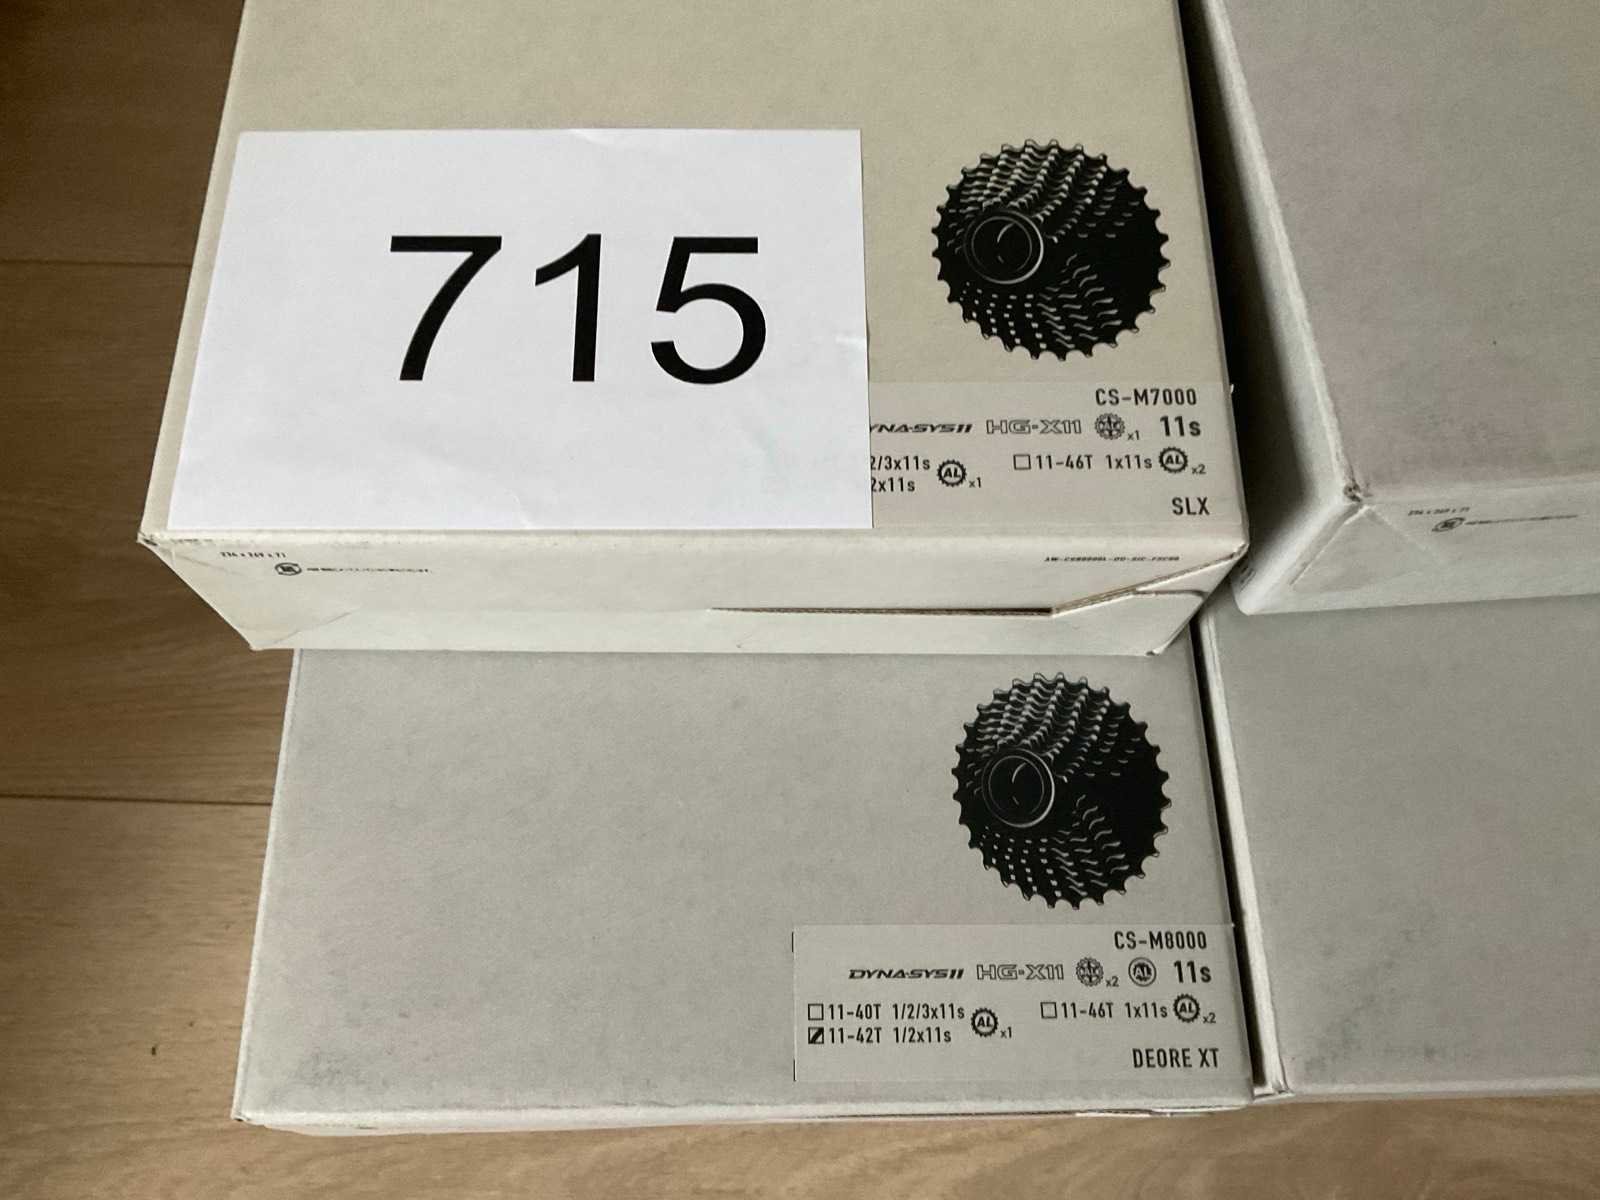 715
CS-M7000
HG-X11 x1 11s
2/3x11s AL x1 11-46T 1x11s AL x2
2x11s
SLX
CS-M8000
DYNA-SYS11 HG-X11 x2 AL 11s
11-40T 1/2/3x11s AL x1 11-46T 1x11s AL x2
11-42T 1/2x11s
DEORE XT